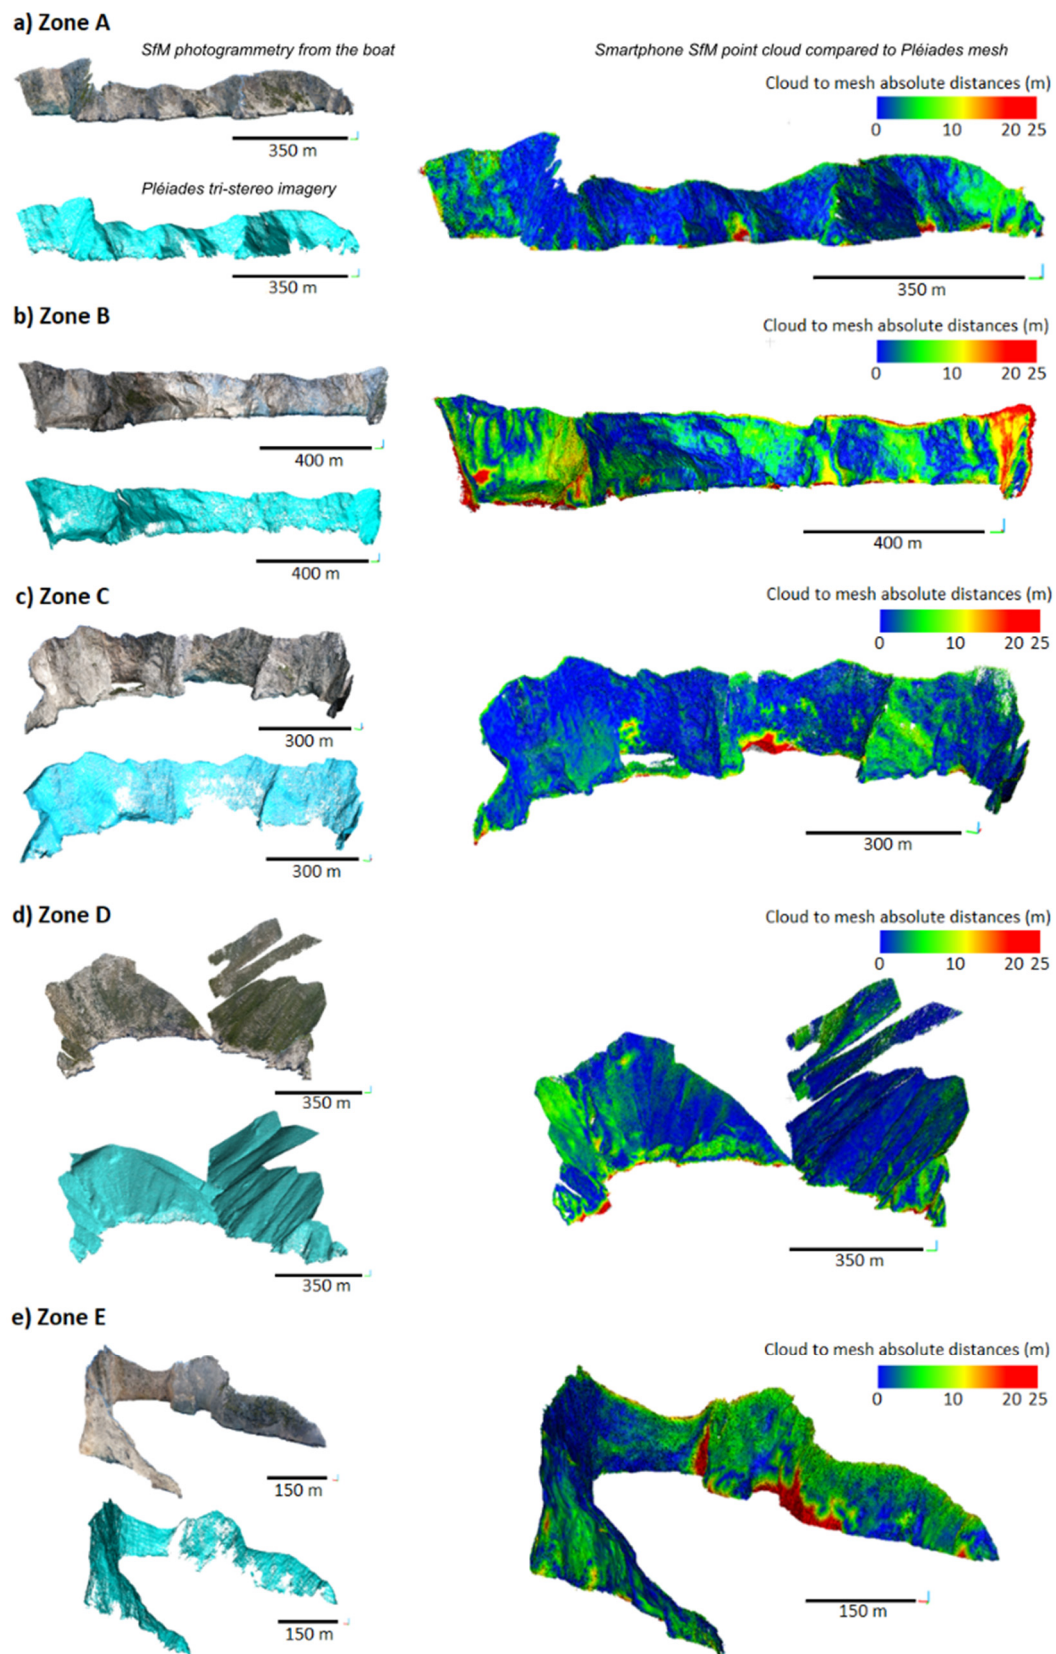 a) Zone A
SfM photogrammetry from the boat
Smartphone SfM point cloud compared to Pléiades mesh
Cloud to mesh absolute distances (m)
0 10 20 25
350 m
Pléiades tri-stereo imagery
350 m
350 m
b) Zone B
Cloud to mesh absolute distances (m)
0 10 20 25
400 m
400 m
400 m
c) Zone C
Cloud to mesh absolute distances (m)
0 10 20 25
300 m
300 m
300 m
d) Zone D
Cloud to mesh absolute distances (m)
0 10 20 25
350 m
350 m
350 m
e) Zone E
Cloud to mesh absolute distances (m)
0 10 20 25
150 m
150 m
150 m